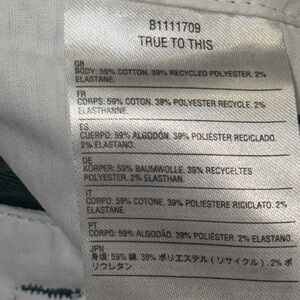 B1111709
TRUE TO THIS
GB
BODY: 59% COTTON. 39% RECYCLED POLYESTER. 2%
ELASTANE.
FR
CORPS: 59% COTON. 39% POLYESTER RECYCLE. 2%
ELASTHANNE.
ES
CUERPO: 59% ALGODÓN. 39% POLIÉSTER RECICLADO.
2% ELASTANO.
DE
KÖRPER: 59% BAUMWOLLE. 39% RECYCELTES
POLYESTER. 2% ELASTHAN.
IT
CORPO: 59% COTONE. 39% POLIESTERE RICICLATO. 2%
ELASTANE.
PT
CORPO: 59% ALGODÃO. 39% POLIÉSTER RECICLADO. 2%
ELASTANO.
JPN
身頃: 59% 綿. 39% ポリエステル (リサイクル) . 2% ポ
リウレタン.